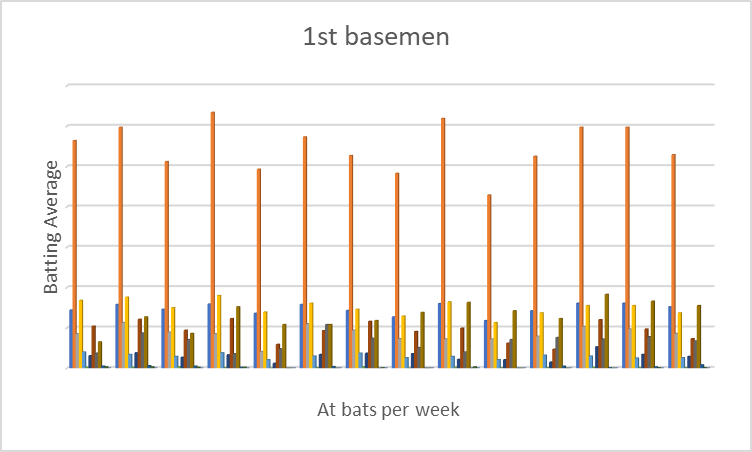 1st basemen
Batting Average
At bats per week